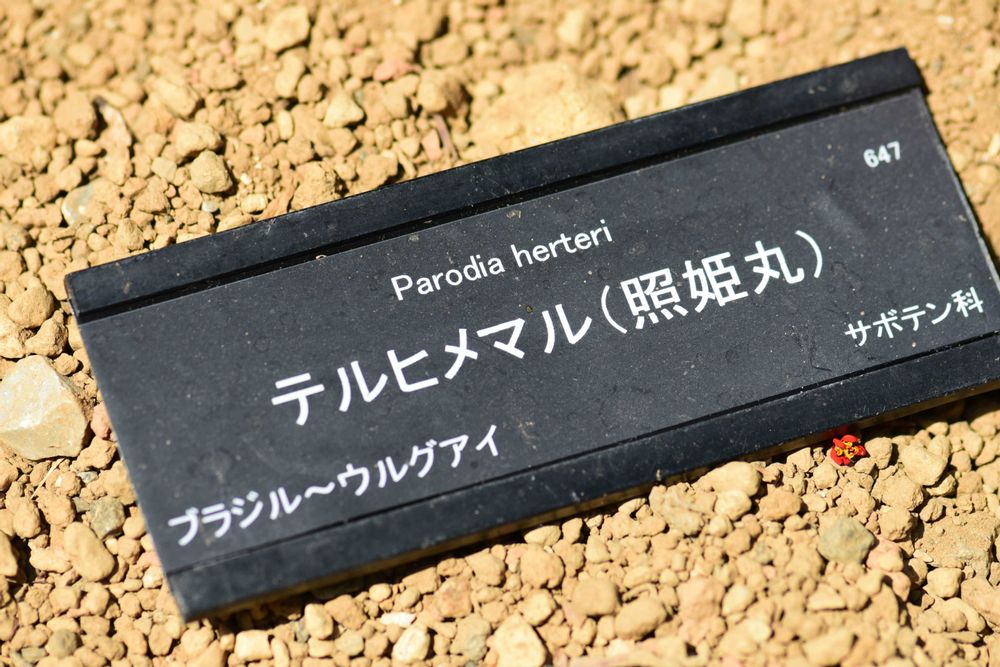 647
Parodia herteri
テルヒメマル(照姫丸)
サボテン科
ブラジル～ウルグアイ